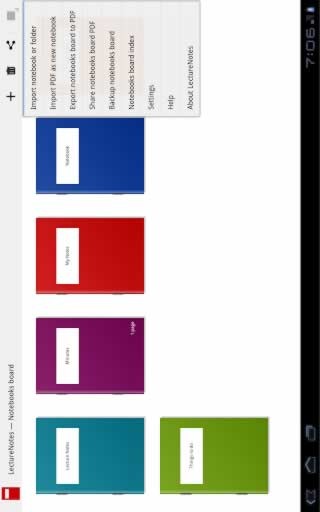 LectureNotes — Notebooks board
Import notebook or folder
Import PDF as new notebook
Export notebooks board to PDF
Share notebooks board PDF
Backup notebooks board
Notebooks board index
Settings
Help
About LectureNotes
Lecture Notes
Minutes
1 page
My Notes
Notebook
Things to do
7:06